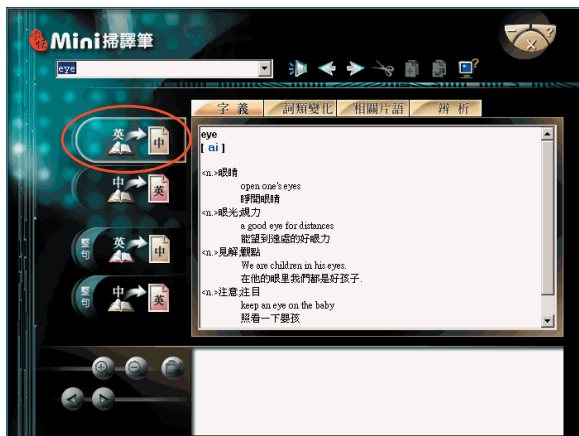 Mini掃譯筆
eye
字 義
詞類變化
相關片語
辨 析
英
中
中
英
整句
英
中
整句
中
英
eye
[ ai ]
<n.>眼睛
open one's eyes
睜開眼睛
<n.>眼光;視力
a good eye for distances
能望到遠處的好眼力
<n.>見解;觀點
We are children in his eyes.
在他的眼里我們都是好孩子.
<n.>注意;注目
keep an eye on the baby
照看一下嬰孩